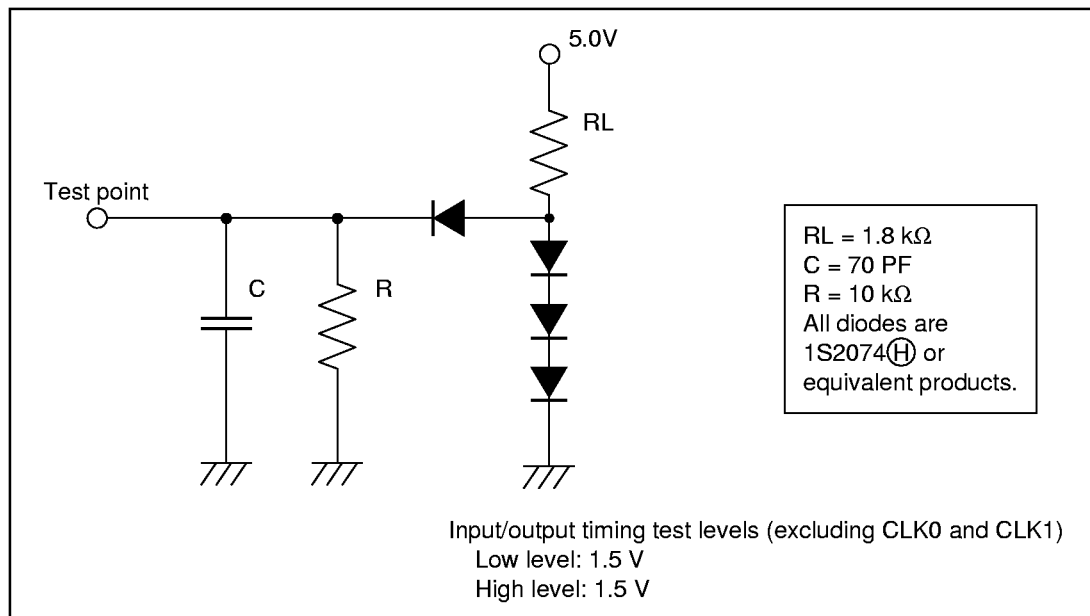 5.0V
RL
Test point
C
R
RL = 1.8 kΩ
C = 70 PF
R = 10 kΩ
All diodes are
1S2074Ⓗ or
equivalent products.
Input/output timing test levels (excluding CLK0 and CLK1)
Low level: 1.5 V
High level: 1.5 V